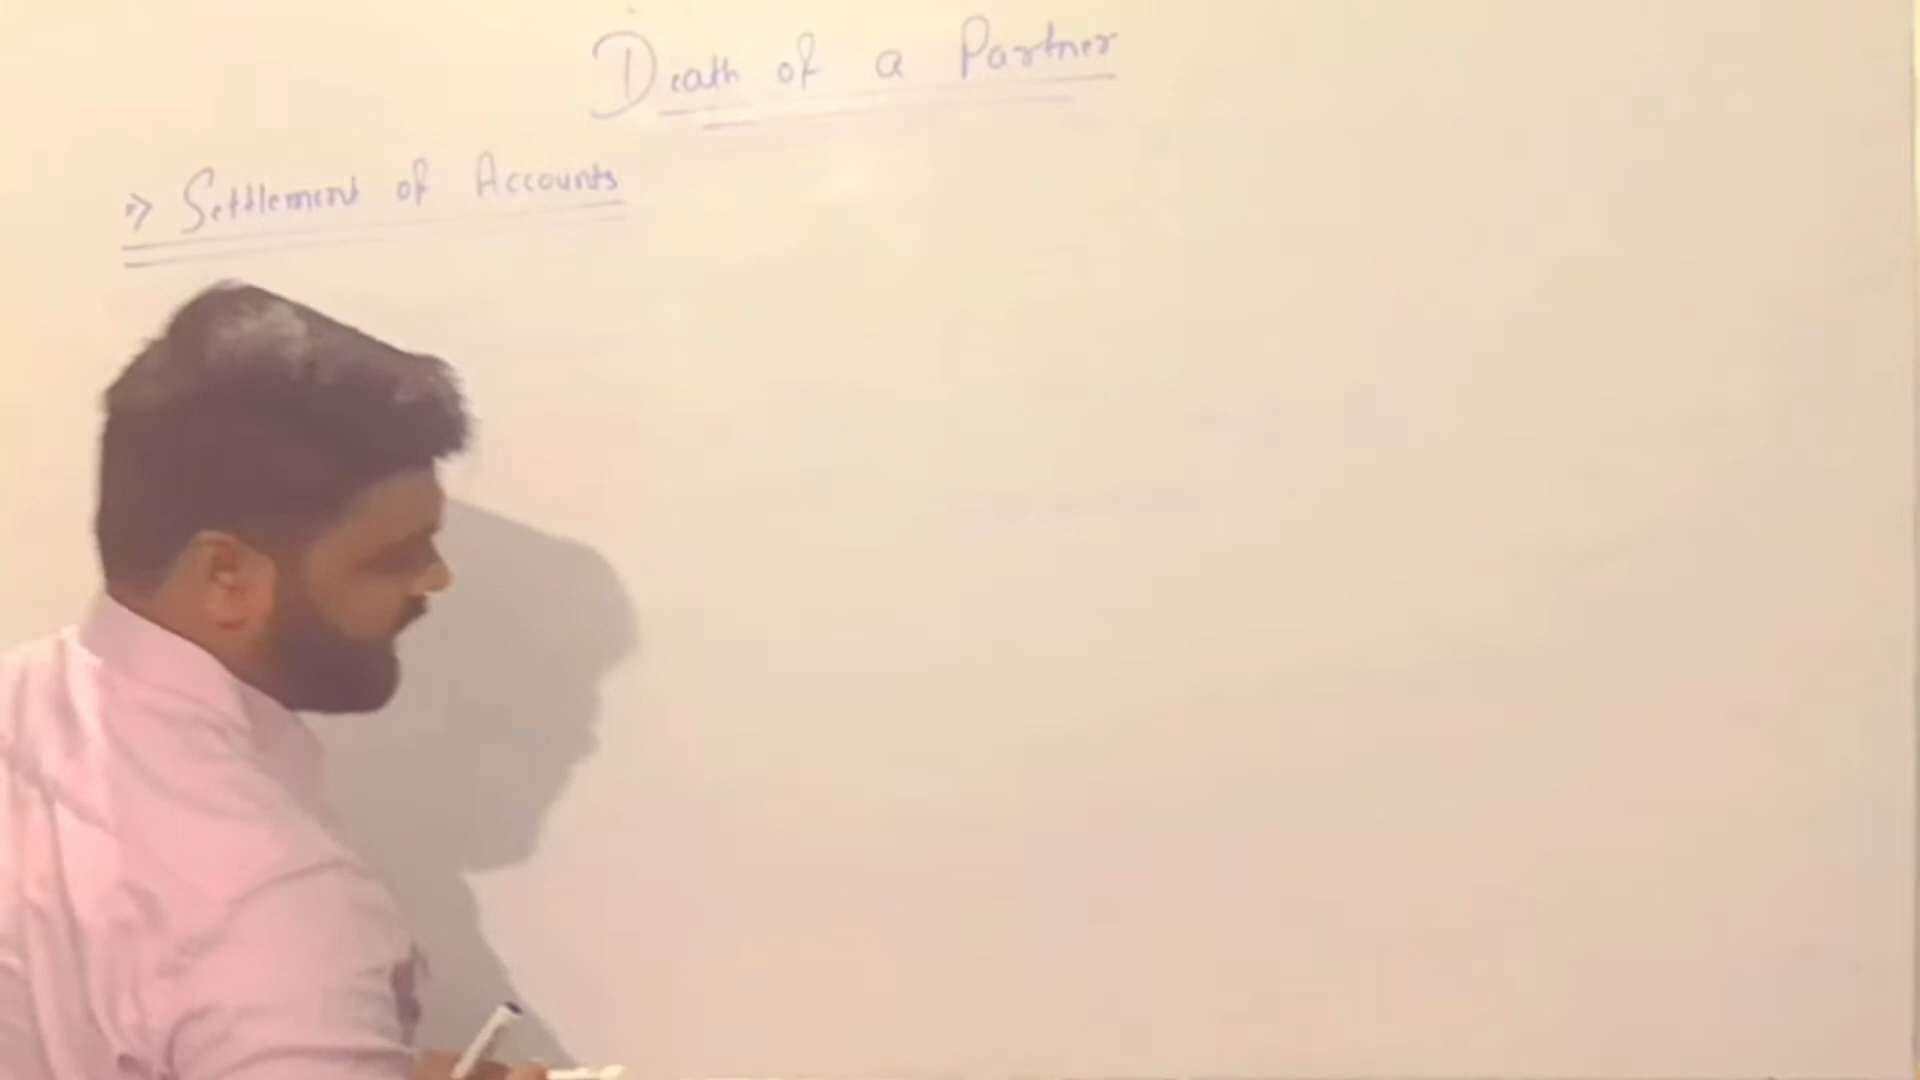 Death of a Partner
=> Settlement of Accounts